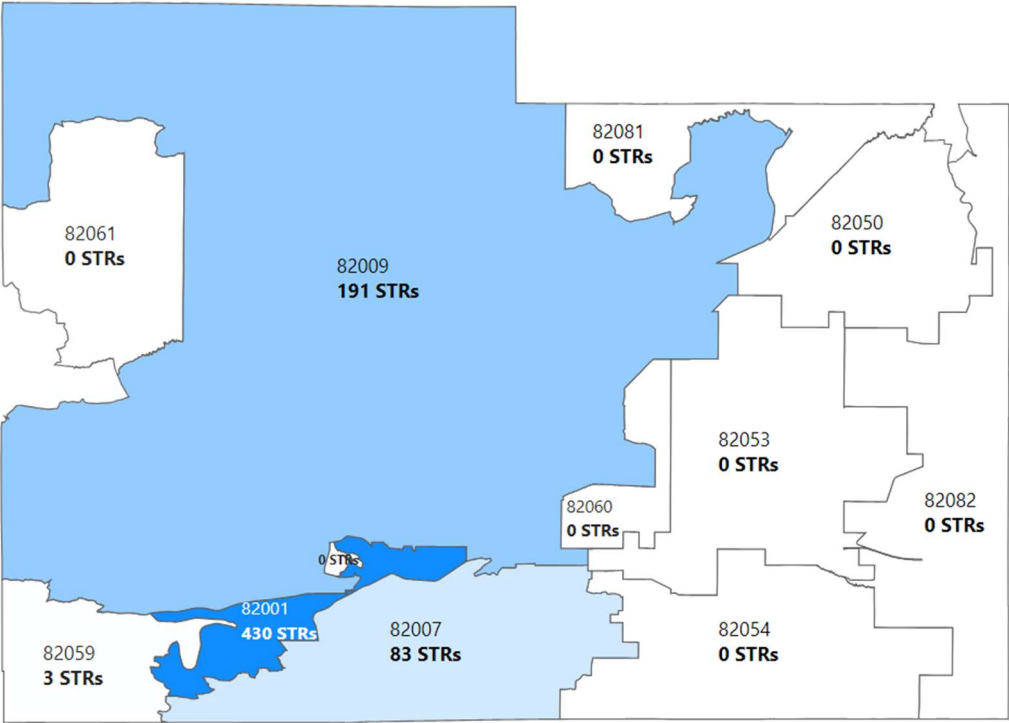 82081
0 STRs
82050
0 STRs
82061
0 STRs
82009
191 STRs
82053
0 STRs
82082
0 STRs
82060
0 STRs
0 STRs
82001
430 STRs
82007
83 STRs
82054
0 STRs
82059
3 STRs